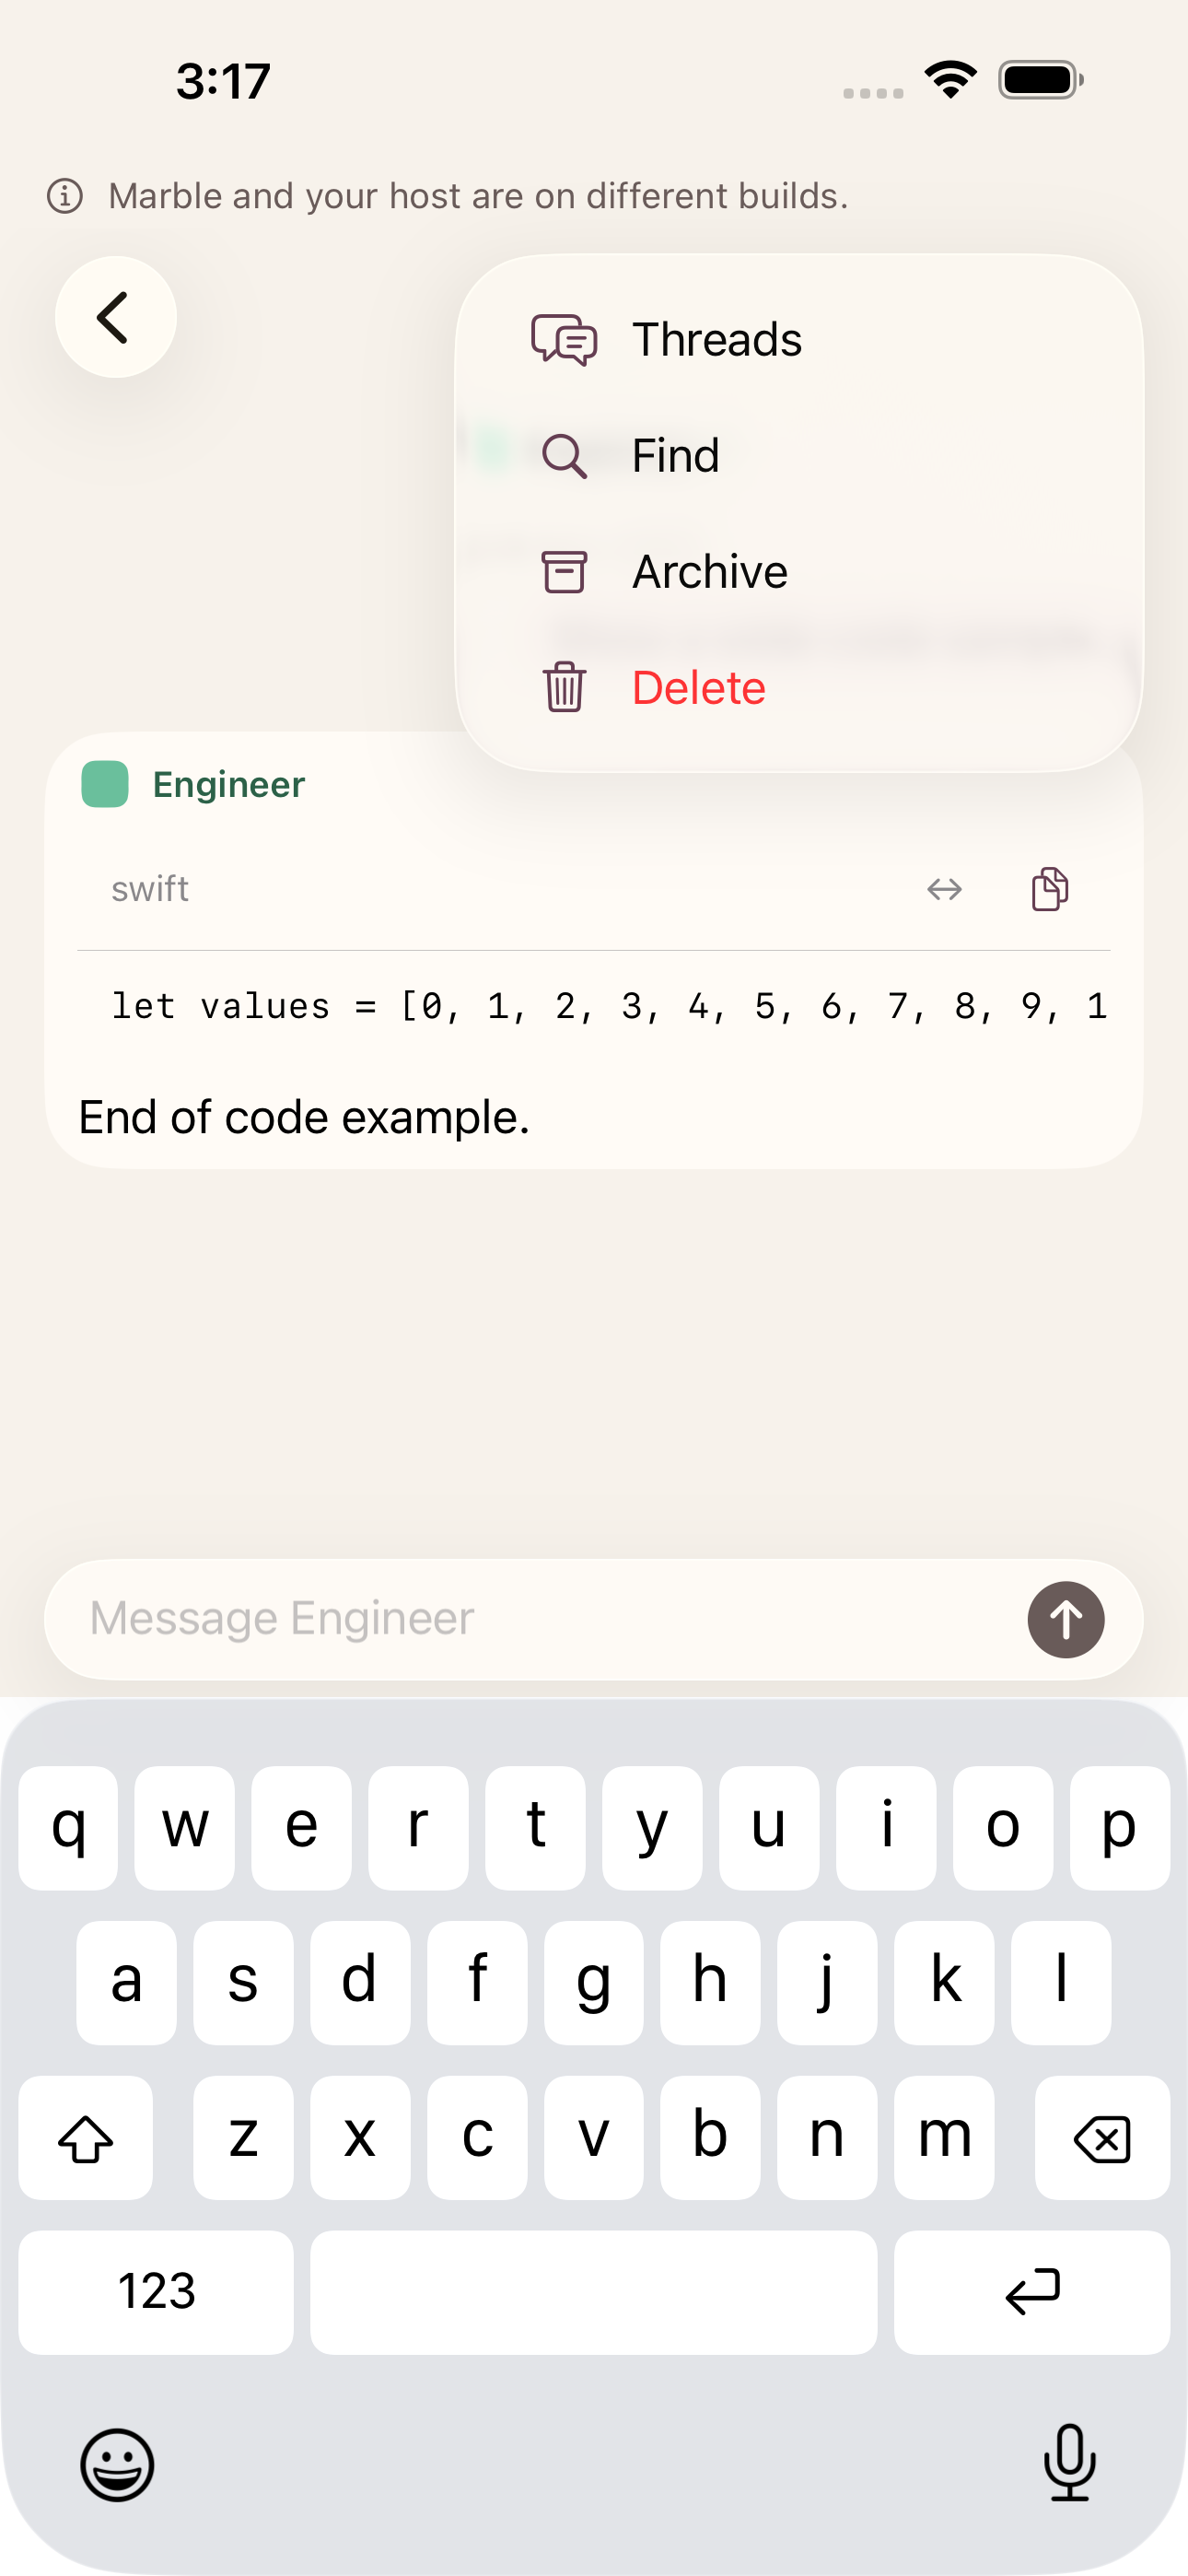 3:17
Marble and your host are on different builds.
Threads
Find
Archive
Delete
Engineer
swift
let values = [0, 1, 2, 3, 4, 5, 6, 7, 8, 9, 1
End of code example.
Message Engineer
q w e r t y u i o p
a s d f g h j k l
z x c v b n m
123